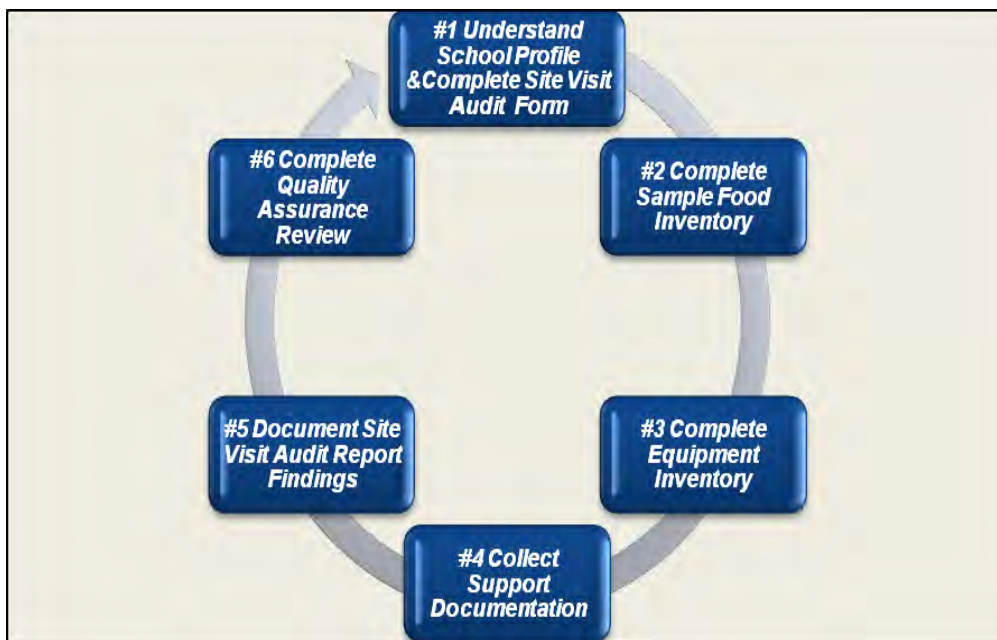 #1 Understand
School Profile
&Complete Site Visit
Audit Form
#2 Complete
Sample Food
Inventory
#3 Complete
Equipment
Inventory
#4 Collect
Support
Documentation
#5 Document Site
Visit Audit Report
Findings
#6 Complete
Quality
Assurance
Review